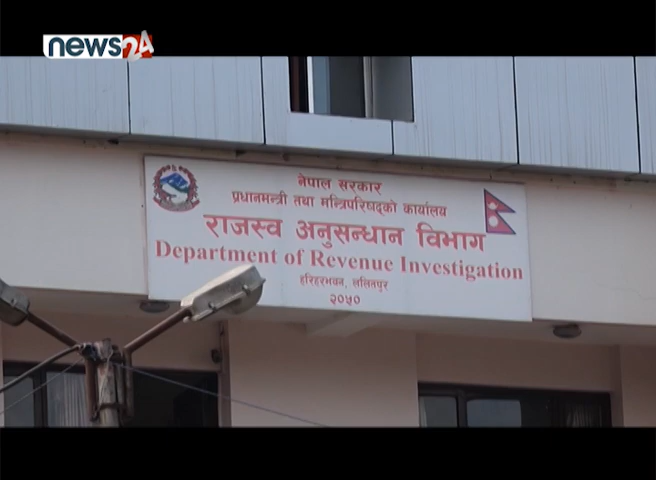 news24
नेपाल सरकार
प्रधानमन्त्री तथा मन्त्रिपरिषद्को कार्यालय
राजस्व अनुसन्धान विभाग
Department of Revenue Investigation
हरिहरभवन, ललितपुर
२०५०